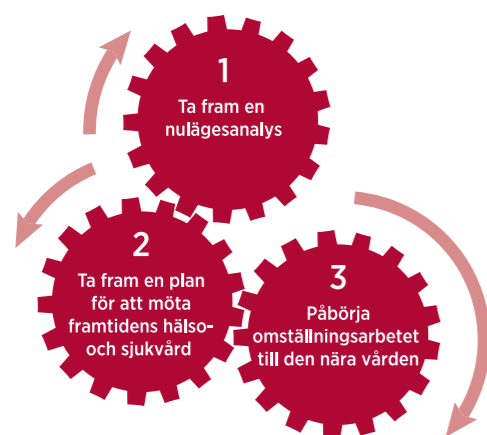 1
Ta fram en
nulägesanalys
2
Ta fram en plan
för att möta
framtidens hälso-
och sjukvård
3
Påbörja
omställningsarbetet
till den nära vården